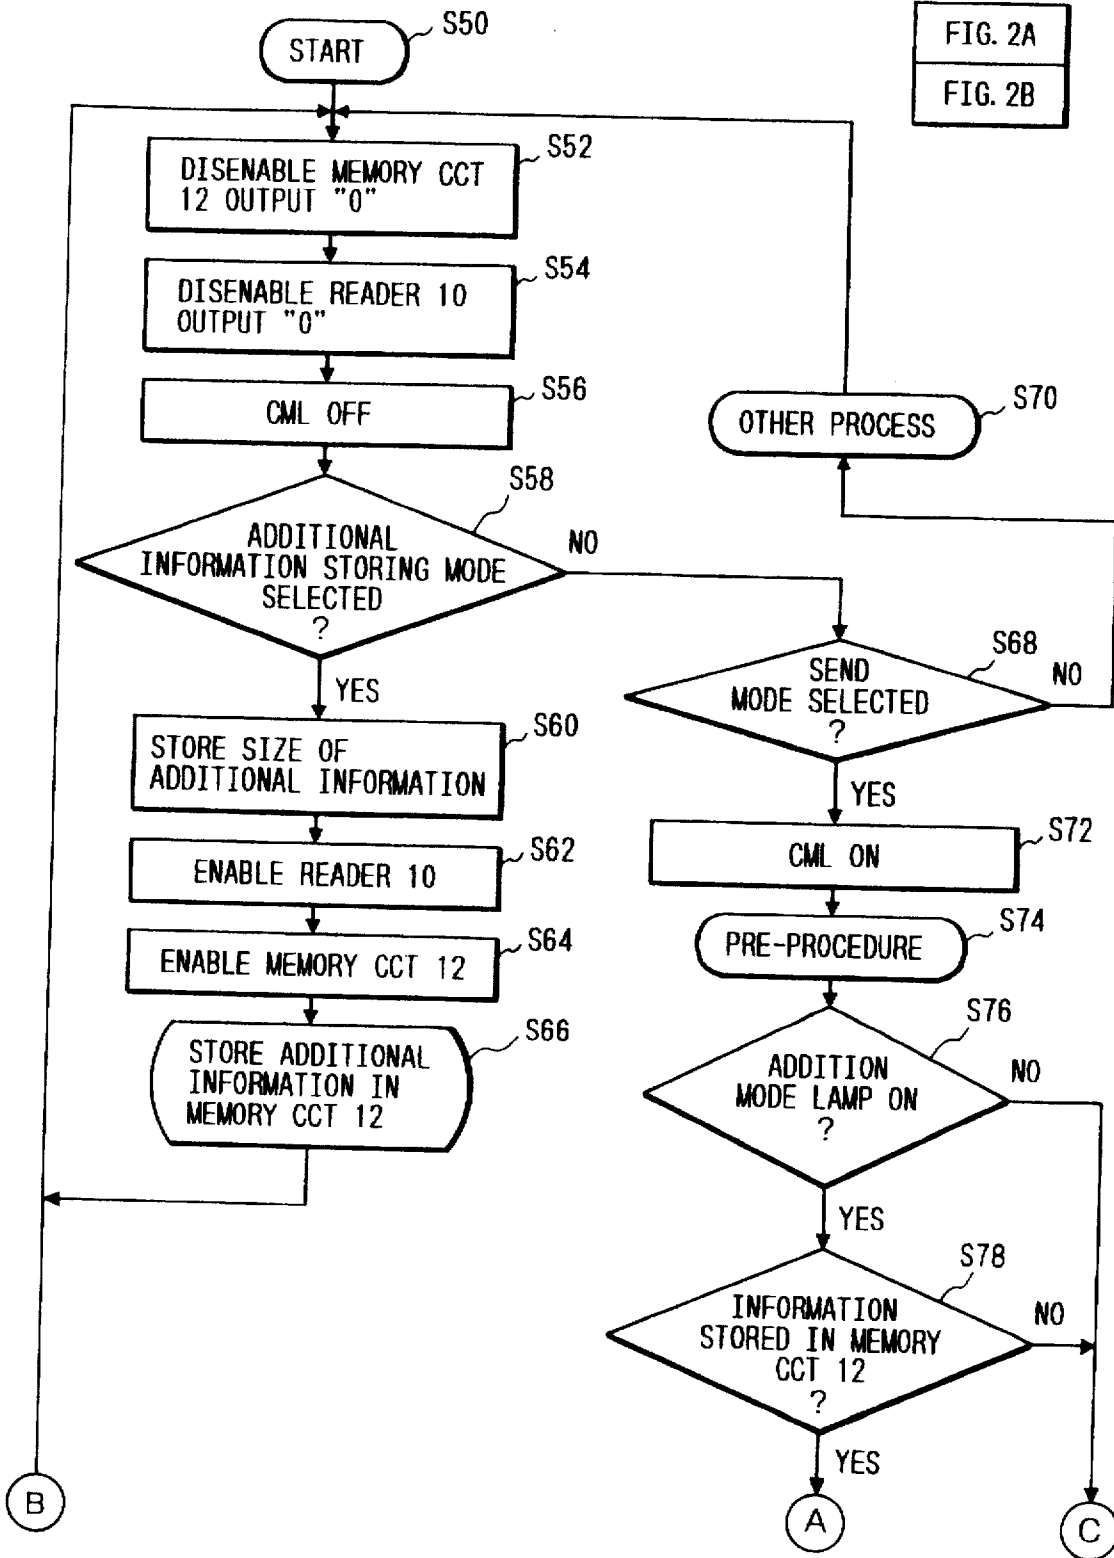 FIG. 2A
FIG. 2B
START
S50
DISENABLE MEMORY CCT
12 OUTPUT "0"
S52
DISENABLE READER 10
OUTPUT "0"
S54
CML OFF
S56
ADDITIONAL
INFORMATION STORING MODE
SELECTED
?
S58
NO
YES
STORE SIZE OF
ADDITIONAL INFORMATION
S60
ENABLE READER 10
S62
ENABLE MEMORY CCT 12
S64
STORE ADDITIONAL
INFORMATION IN
MEMORY CCT 12
S66
B
OTHER PROCESS
S70
SEND
MODE SELECTED
?
S68
NO
YES
CML ON
S72
PRE-PROCEDURE
S74
ADDITION
MODE LAMP ON
?
S76
NO
YES
INFORMATION
STORED IN MEMORY
CCT 12
?
S78
NO
YES
A
C